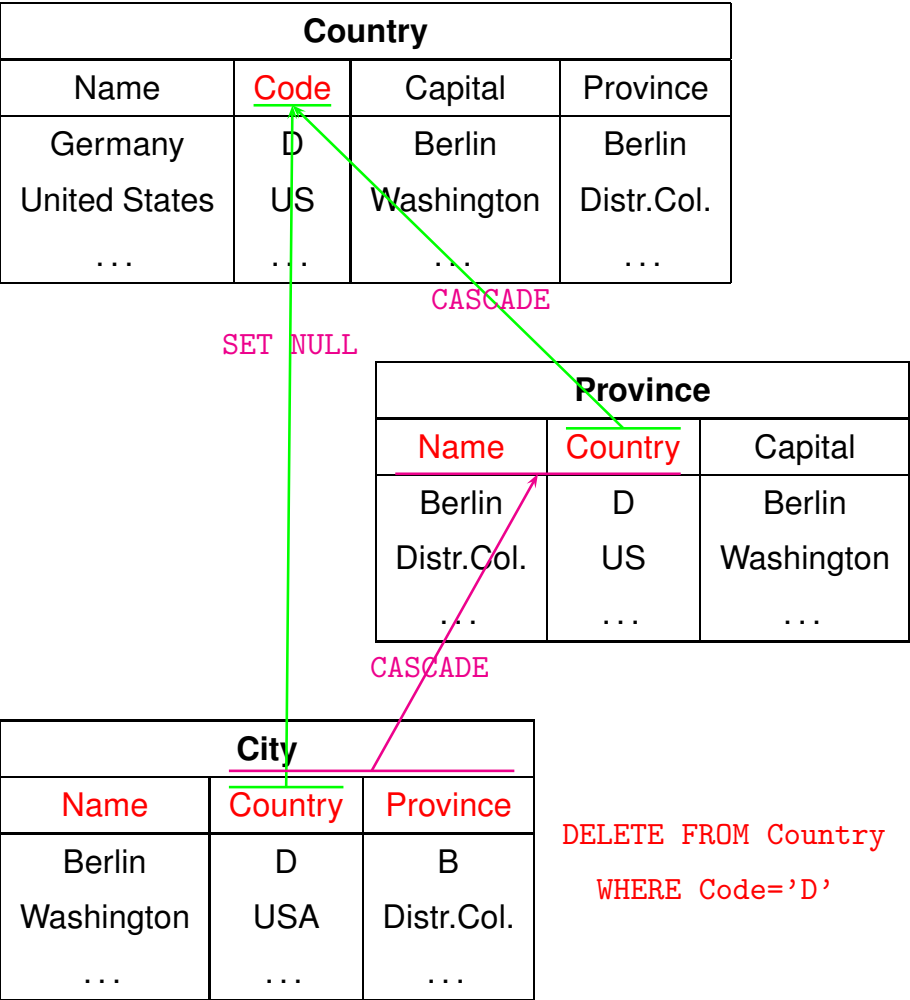 Country
Name Code Capital Province
Germany D Berlin Berlin
United States US Washington Distr.Col.
. . . . . . . . . . . .
CASCADE
SET NULL
Province
Name Country Capital
Berlin D Berlin
Distr.Col. US Washington
. . . . . . . . .
CASCADE
City
Name Country Province
Berlin D B
Washington USA Distr.Col.
. . . . . . . . .
DELETE FROM Country
WHERE Code=’D’